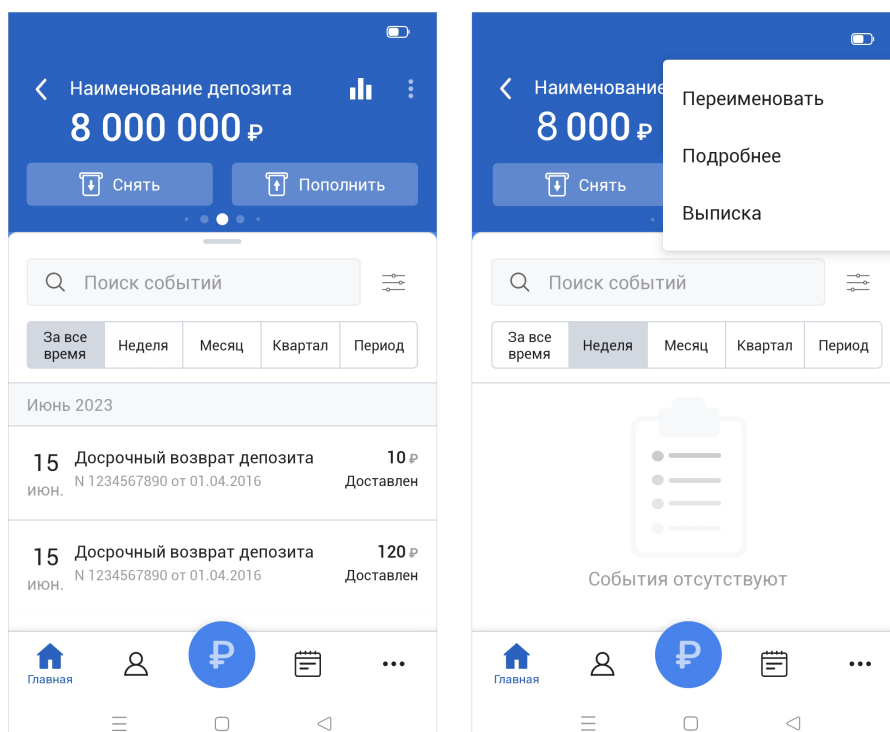 Наименование депозита
8 000 000 ₽
Снять
Пополнить
Поиск событий
За все время
Неделя
Месяц
Квартал
Период
Июнь 2023
15 июн.
Досрочный возврат депозита
10 ₽
N 1234567890 от 01.04.2016
Доставлен
15 июн.
Досрочный возврат депозита
120 ₽
N 1234567890 от 01.04.2016
Доставлен
₽
Главная
Наименование
8 000 ₽
Переименовать
Подробнее
Выписка
Снять
Поиск событий
За все время
Неделя
Месяц
Квартал
Период
События отсутствуют
₽
Главная